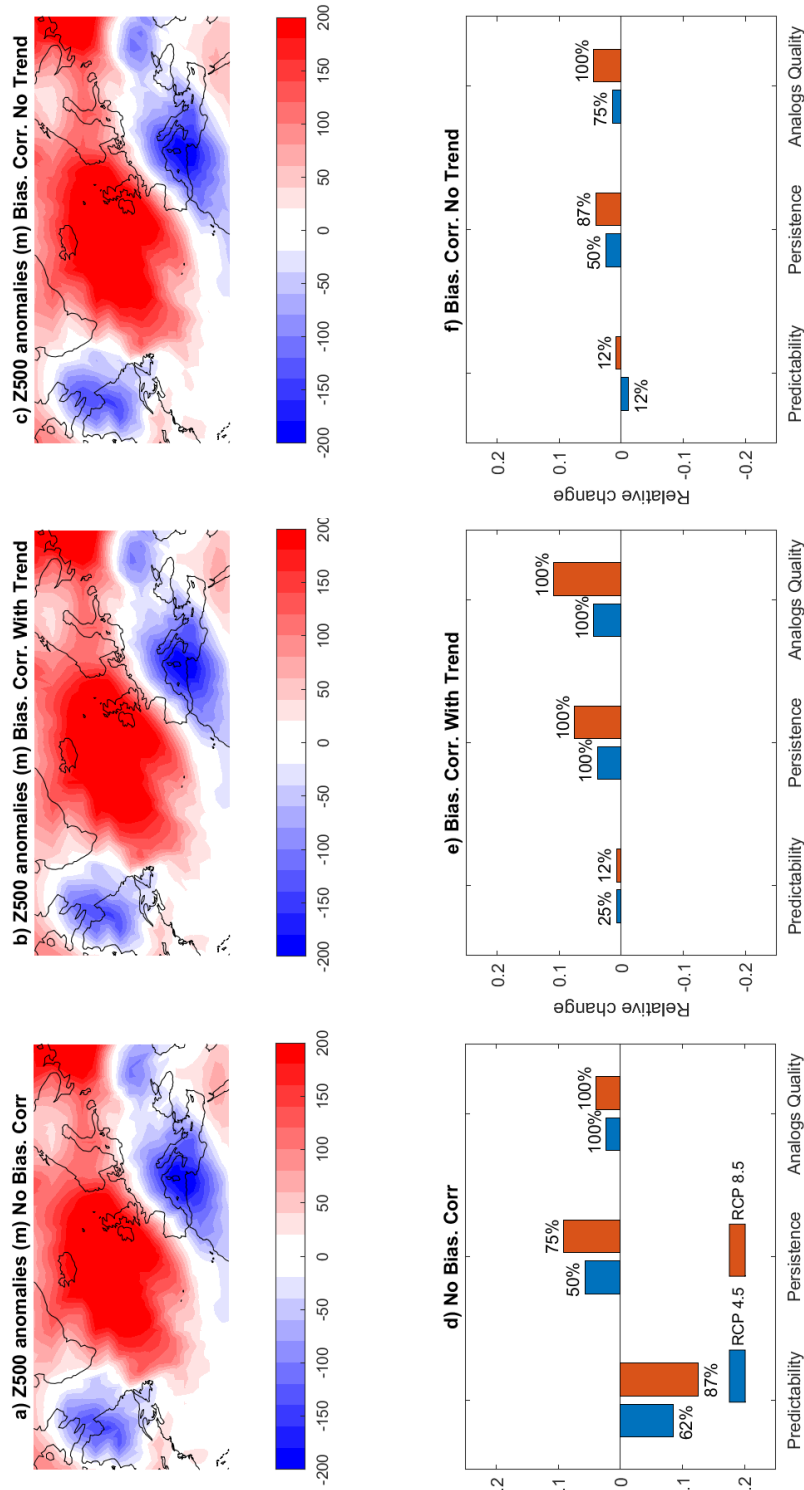 a) Z500 anomalies (m) No Bias. Corr
-200 -150 -100 -50 0 50 100 150 200
b) Z500 anomalies (m) Bias. Corr. With Trend
-200 -150 -100 -50 0 50 100 150 200
c) Z500 anomalies (m) Bias. Corr. No Trend
-200 -150 -100 -50 0 50 100 150 200
d) No Bias. Corr
.2
.1
0
.1
.2
62%
87%
50%
75%
100%
100%
RCP 4.5
RCP 8.5
Predictability
Persistence
Analogs Quality
e) Bias. Corr. With Trend
Relative change
0.2
0.1
0
-0.1
-0.2
25%
12%
100%
100%
100%
100%
Predictability
Persistence
Analogs Quality
f) Bias. Corr. No Trend
Relative change
0.2
0.1
0
-0.1
-0.2
12%
12%
50%
87%
75%
100%
Predictability
Persistence
Analogs Quality